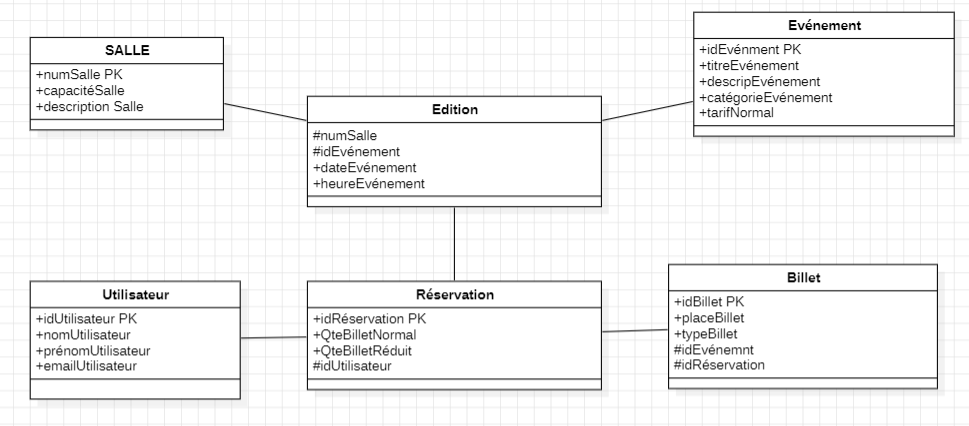 SALLE
+numSalle PK
+capacitéSalle
+description Salle
Edition
#numSalle
#idEvénement
+dateEvénement
+heureEvénement
Evénement
+idEvénment PK
+titreEvénement
+descripEvénement
+catégorieEvénement
+tarifNormal
Utilisateur
+idUtilisateur PK
+nomUtilisateur
+prénomUtilisateur
+emailUtilisateur
Réservation
+idRéservation PK
+QteBilletNormal
+QteBilletRéduit
#idUtilisateur
Billet
+idBillet PK
+placeBillet
+typeBillet
#idEvénemnt
#idRéservation